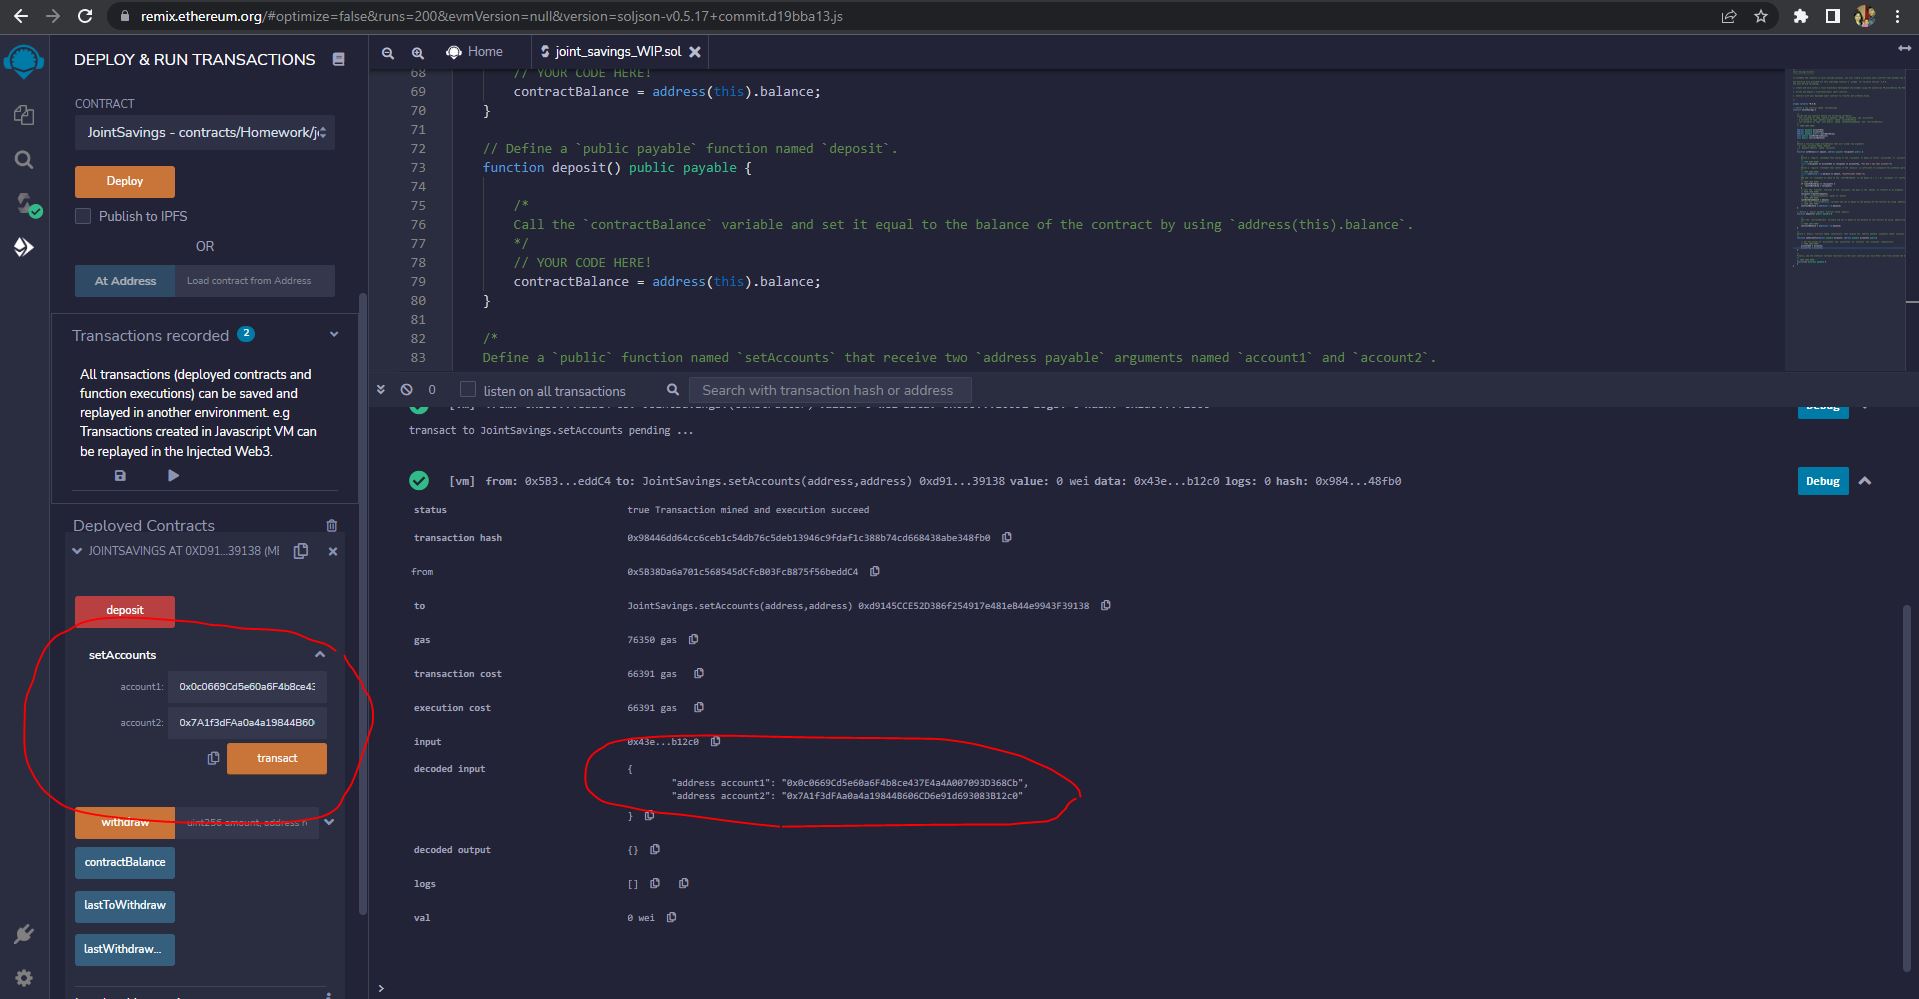 remix.ethereum.org/#optimize=false&runs=200&evmVersion=null&version=soljson-v0.5.17+commit.d19bba13.js
DEPLOY & RUN TRANSACTIONS
CONTRACT
JointSavings - contracts/Homework/j
Deploy
Publish to IPFS
OR
At Address Load contract from Address
Transactions recorded 2
All transactions (deployed contracts and
function executions) can be saved and
replayed in another environment. e.g
Transactions created in Javascript VM can
be replayed in the Injected Web3.
Deployed Contracts
JOINTSAVINGS AT 0XD91...39138 (ME
deposit
setAccounts
account1: 0x0c0669Cd5e60a6F4b8ce43
account2: 0x7A1f3dFAa0a4a19844B60
transact
withdraw uint256 amount, address r
contractBalance
lastToWithdraw
lastWithdraw...
Home joint_savings_WIP.sol
68 // YOUR CODE HERE!
69 contractBalance = address(this).balance;
70 }
71
72 // Define a `public payable` function named `deposit`.
73 function deposit() public payable {
74
75 /*
76 Call the `contractBalance` variable and set it equal to the balance of the contract by using `address(this).balance`.
77 */
78 // YOUR CODE HERE!
79 contractBalance = address(this).balance;
80 }
81
82 /*
83 Define a `public` function named `setAccounts` that receive two `address payable` arguments named `account1` and `account2`.
0 listen on all transactions Search with transaction hash or address
Debug
transact to JointSavings.setAccounts pending ...
[vm] from: 0x5B3...eddC4 to: JointSavings.setAccounts(address,address) 0xd91...39138 value: 0 wei data: 0x43e...b12c0 logs: 0 hash: 0x984...48fb0 Debug
status true Transaction mined and execution succeed
transaction hash 0x98446dd64cc6ceb1c54db76c5deb13946c9fdaf1c388b74cd668438abe348fb0
from 0x5B38Da6a701c568545dCfcB03FcB875f56beddC4
to JointSavings.setAccounts(address,address) 0xd9145CCE52D386f254917e481eB44e9943F39138
gas 76350 gas
transaction cost 66391 gas
execution cost 66391 gas
input 0x43e...b12c0
decoded input {
"address account1": "0x0c0669Cd5e60a6F4b8ce437E4a4A007093D368Cb",
"address account2": "0x7A1f3dFAa0a4a19844B606CD6e91d693083B12c0"
}
decoded output {}
logs []
val 0 wei
>